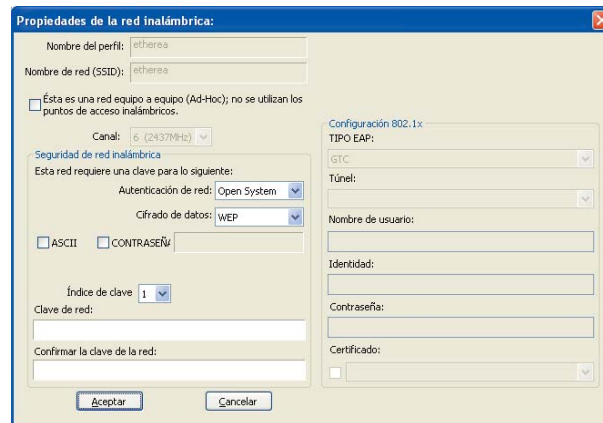 Propiedades de la red inalámbrica:
Nombre del perfil: etherea
Nombre de red (SSID): etherea
Ésta es una red equipo a equipo (Ad-Hoc); no se utilizan los
puntos de acceso inalámbricos.
Canal: 6 (2437MHz)
Seguridad de red inalámbrica
Esta red requiere una clave para lo siguiente:
Autenticación de red: Open System
Cifrado de datos: WEP
ASCII CONTRASEÑA
Índice de clave 1
Clave de red:
Confirmar la clave de la red:
Aceptar Cancelar
Configuración 802.1x
TIPO EAP:
GTC
Túnel:
Nombre de usuario:
Identidad:
Contraseña:
Certificado: